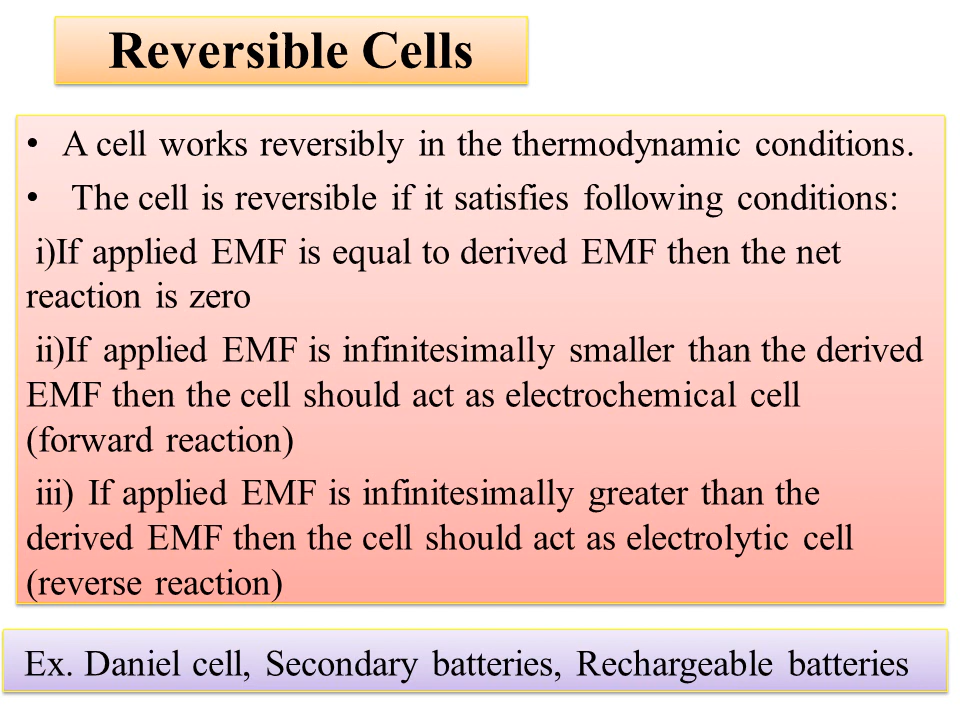 Reversible Cells
• A cell works reversibly in the thermodynamic conditions.
• The cell is reversible if it satisfies following conditions:
i)If applied EMF is equal to derived EMF then the net
reaction is zero
ii)If applied EMF is infinitesimally smaller than the derived
EMF then the cell should act as electrochemical cell
(forward reaction)
iii) If applied EMF is infinitesimally greater than the
derived EMF then the cell should act as electrolytic cell
(reverse reaction)
Ex. Daniel cell, Secondary batteries, Rechargeable batteries